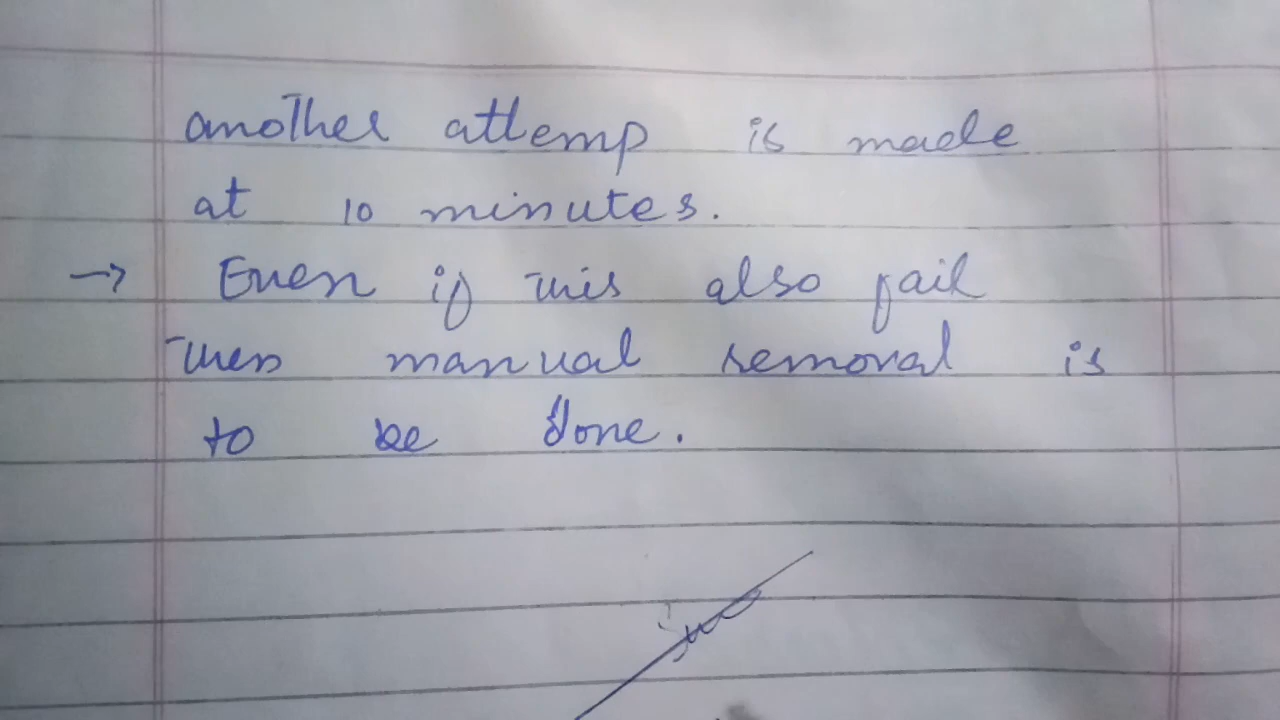 another attemp is made
at 10 minutes.
→ Even if this also fail
then manual removal is
to be done.